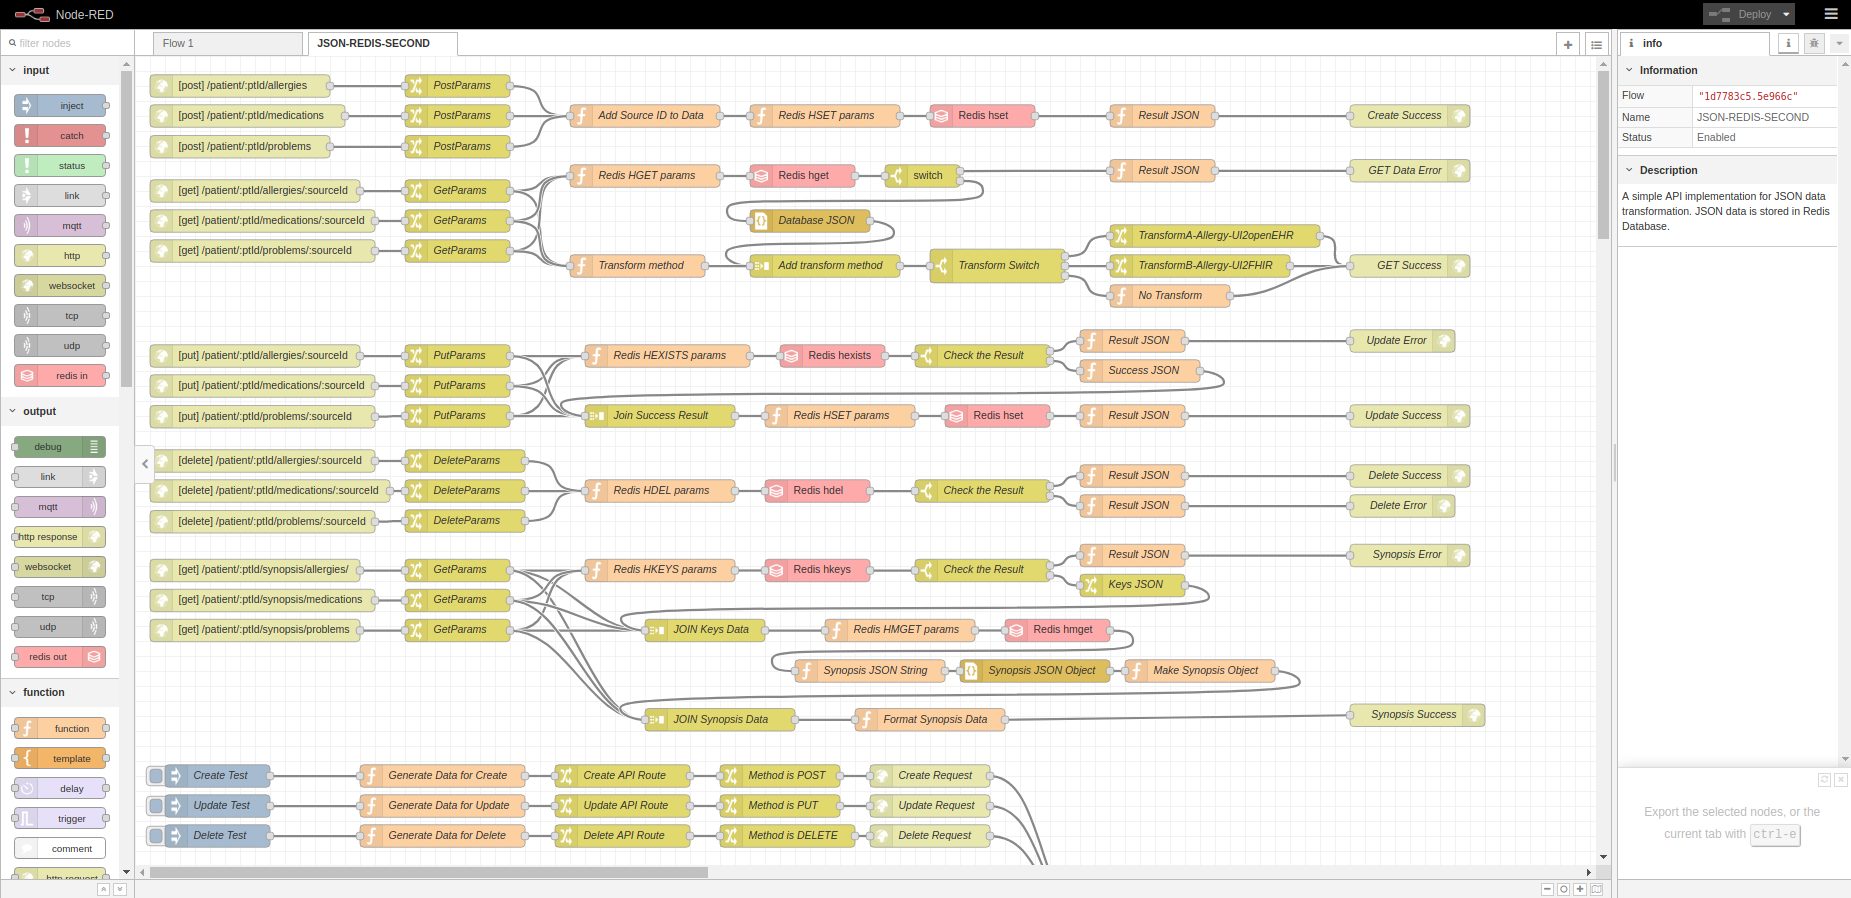 Node-RED
Deploy
filter nodes
Flow 1
JSON-REDIS-SECOND
info
input
inject
catch
status
link
mqtt
http
websocket
tcp
udp
redis in
output
debug
link
mqtt
http response
websocket
tcp
udp
redis out
function
function
template
delay
trigger
comment
http request
[post] /patient/:ptId/allergies
PostParams
[post] /patient/:ptId/medications
PostParams
Add Source ID to Data
Redis HSET params
Redis hset
Result JSON
Create Success
[post] /patient/:ptId/problems
PostParams
Redis HGET params
Redis hget
switch
Result JSON
GET Data Error
[get] /patient/:ptId/allergies/:sourceId
GetParams
[get] /patient/:ptId/medications/:sourceId
GetParams
Database JSON
TransformA-Allergy-UI2openEHR
[get] /patient/:ptId/problems/:sourceId
GetParams
Transform method
Add transform method
Transform Switch
TransformB-Allergy-UI2FHIR
GET Success
No Transform
Result JSON
Update Error
[put] /patient/:ptId/allergies/:sourceId
PutParams
Redis HEXISTS params
Redis hexists
Check the Result
Success JSON
[put] /patient/:ptId/medications/:sourceId
PutParams
[put] /patient/:ptId/problems/:sourceId
PutParams
Join Success Result
Redis HSET params
Redis hset
Result JSON
Update Success
[delete] /patient/:ptId/allergies/:sourceId
DeleteParams
Result JSON
Delete Success
[delete] /patient/:ptId/medications/:sourceId
DeleteParams
Redis HDEL params
Redis hdel
Check the Result
Result JSON
Delete Error
[delete] /patient/:ptId/problems/:sourceId
DeleteParams
Result JSON
Synopsis Error
[get] /patient/:ptId/synopsis/allergies/
GetParams
Redis HKEYS params
Redis hkeys
Check the Result
Keys JSON
[get] /patient/:ptId/synopsis/medications
GetParams
[get] /patient/:ptId/synopsis/problems
GetParams
JOIN Keys Data
Redis HMGET params
Redis hmget
Synopsis JSON String
Synopsis JSON Object
Make Synopsis Object
JOIN Synopsis Data
Format Synopsis Data
Synopsis Success
Create Test
Generate Data for Create
Create API Route
Method is POST
Create Request
Update Test
Generate Data for Update
Update API Route
Method is PUT
Update Request
Delete Test
Generate Data for Delete
Delete API Route
Method is DELETE
Delete Request
Information
Flow "1d7783c5.5e966c"
Name JSON-REDIS-SECOND
Status Enabled
Description
A simple API implementation for JSON data
transformation. JSON data is stored in Redis
Database.
Export the selected nodes, or the
current tab with ctrl-e